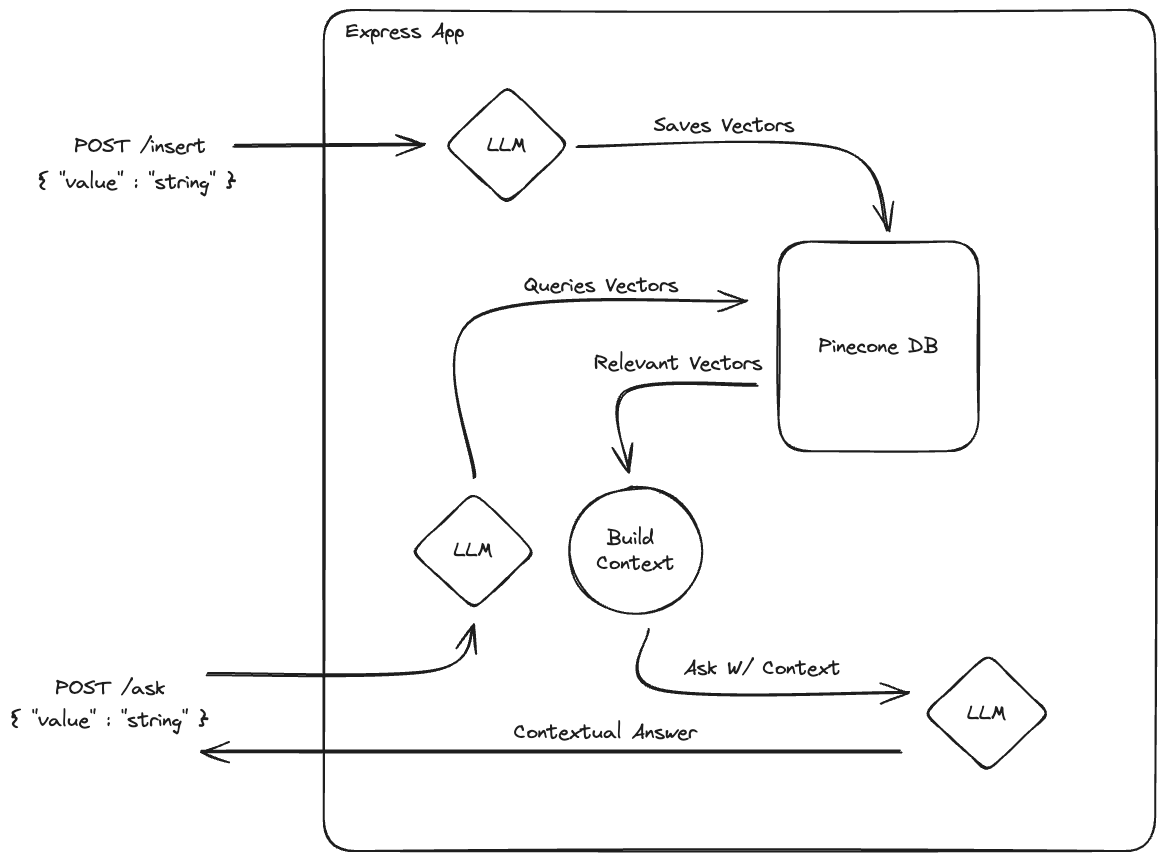 Express App
LLM
Saves Vectors
POST /insert
{ "value" : "string" }
Queries Vectors
Pinecone DB
Relevant Vectors
LLM
Build
Context
POST /ask
{ "value" : "string" }
Ask W/ Context
LLM
Contextual Answer